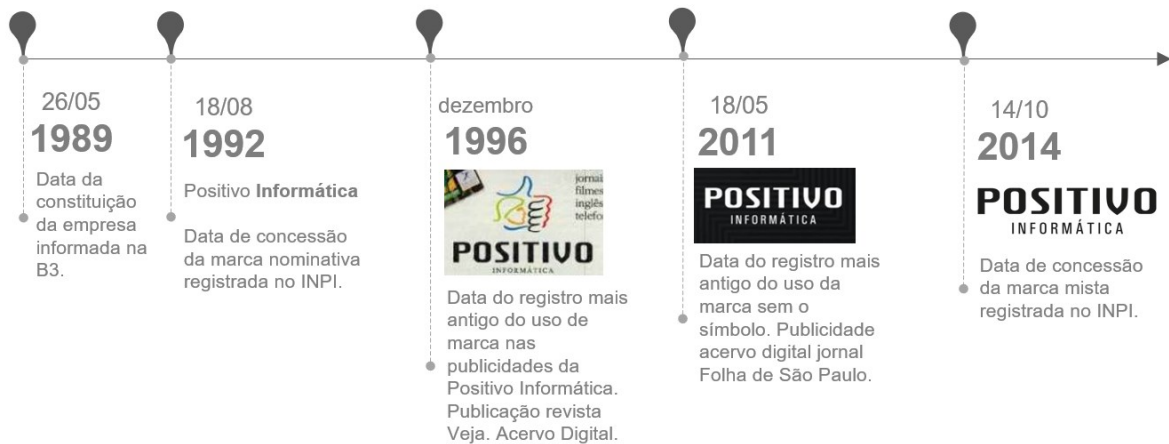 26/05
1989
Data da
constituição
da empresa
informada na
B3.
18/08
1992
Positivo Informática
Data de concessão
da marca nominativa
registrada no INPI.
dezembro
1996
jornai
filmes
inglês
telefo
POSITIVO
INFORMÁTICA
Data do registro mais
antigo do uso de
marca nas
publicidades da
Positivo Informática.
Publicação revista
Veja. Acervo Digital.
18/05
2011
POSITIVO
INFORMÁTICA
Data do registro mais
antigo do uso da
marca sem o
símbolo. Publicidade
acervo digital jornal
Folha de São Paulo.
14/10
2014
POSITIVO
INFORMÁTICA
Data de concessão
da marca mista
registrada no INPI.